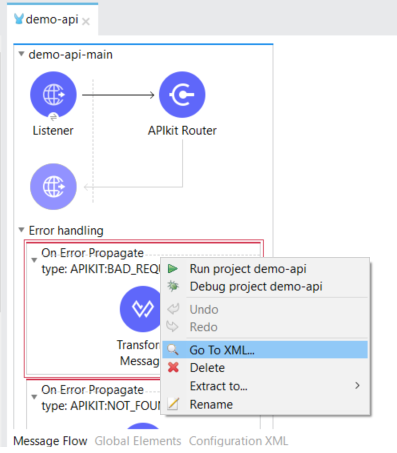 demo-api
demo-api-main
Listener
APIkit Router
Error handling
On Error Propagate
type: APIKIT:BAD_REQU
Transfor
Messag
On Error Propagate
type: APIKIT:NOT_FOU
Run project demo-api
Debug project demo-api
Undo
Redo
Go To XML...
Delete
Extract to...
Rename
Message Flow Global Elements Configuration XML